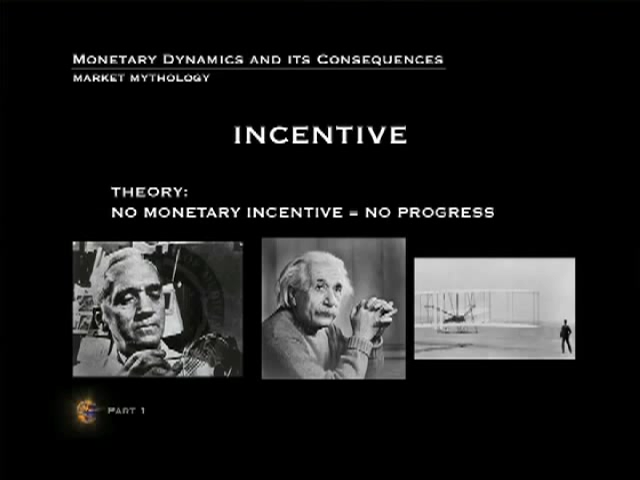 Monetary Dynamics and its Consequences
MARKET MYTHOLOGY
INCENTIVE
THEORY:
NO MONETARY INCENTIVE = NO PROGRESS
PART 1